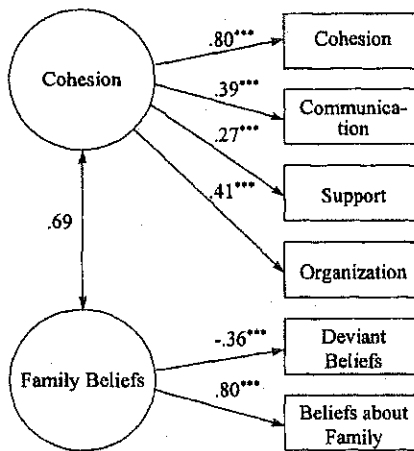 .80***
Cohesion
Cohesion
.39***
Communica-
tion
.27***
Support
.41***
.69
Organization
-.36***
Deviant
Beliefs
Family Beliefs
.80***
Beliefs about
Family